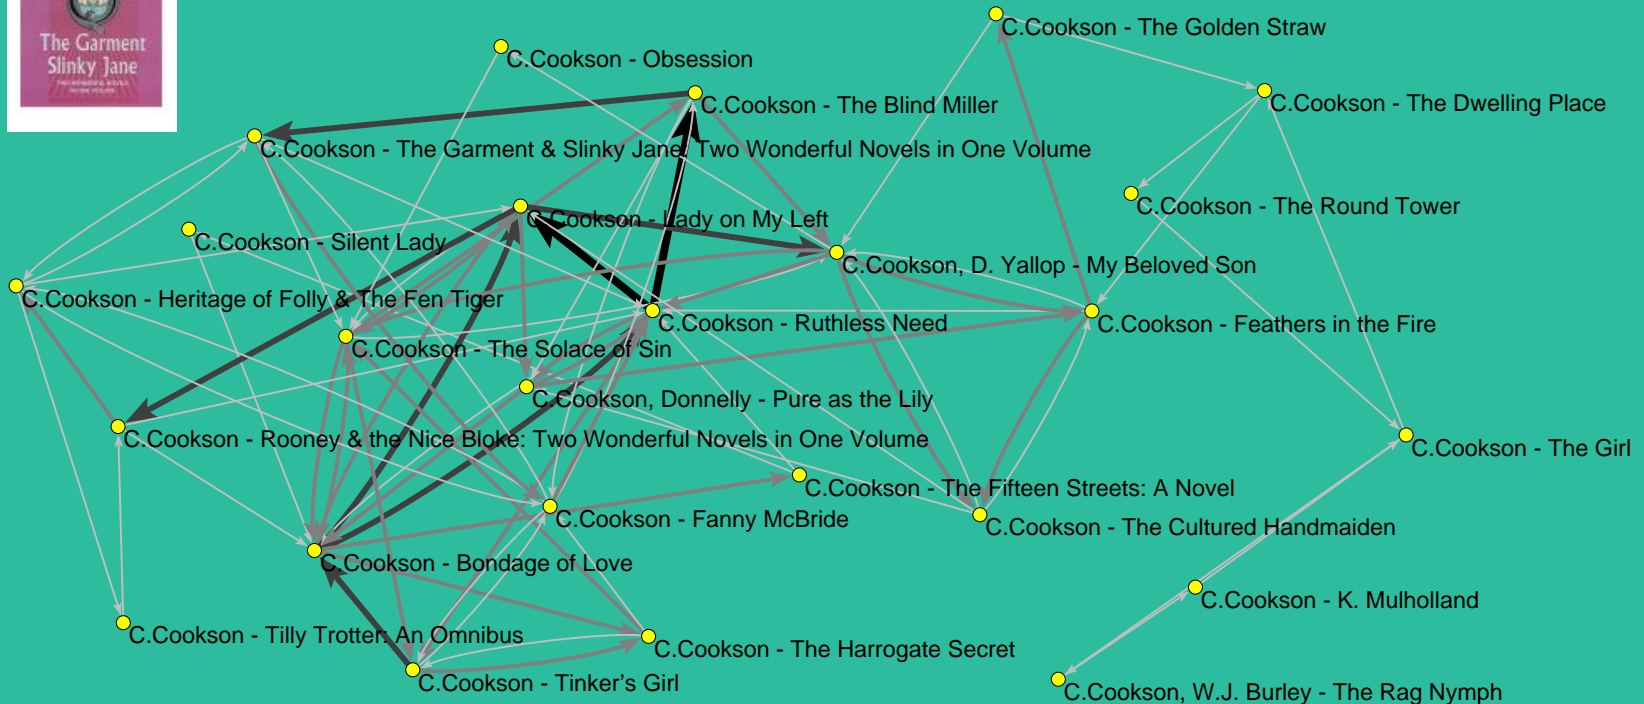 The Garment
Slinky Jane
C.Cookson - The Golden Straw
C.Cookson - Obsession
C.Cookson - The Blind Miller
C.Cookson - The Dwelling Place
C.Cookson - The Garment & Slinky Jane: Two Wonderful Novels in One Volume
C.Cookson - The Round Tower
C.Cookson - Lady on My Left
C.Cookson - Silent Lady
C.Cookson, D. Yallop - My Beloved Son
C.Cookson - Heritage of Folly & The Fen Tiger
C.Cookson - Ruthless Need
C.Cookson - Feathers in the Fire
C.Cookson - The Solace of Sin
C.Cookson, Donnelly - Pure as the Lily
C.Cookson - Rooney & the Nice Bloke: Two Wonderful Novels in One Volume
C.Cookson - The Girl
C.Cookson - The Fifteen Streets: A Novel
C.Cookson - Fanny McBride
C.Cookson - The Cultured Handmaiden
C.Cookson - Bondage of Love
C.Cookson - K. Mulholland
C.Cookson - Tilly Trotter: An Omnibus
C.Cookson - The Harrogate Secret
C.Cookson - Tinker's Girl
C.Cookson, W.J. Burley - The Rag Nymph